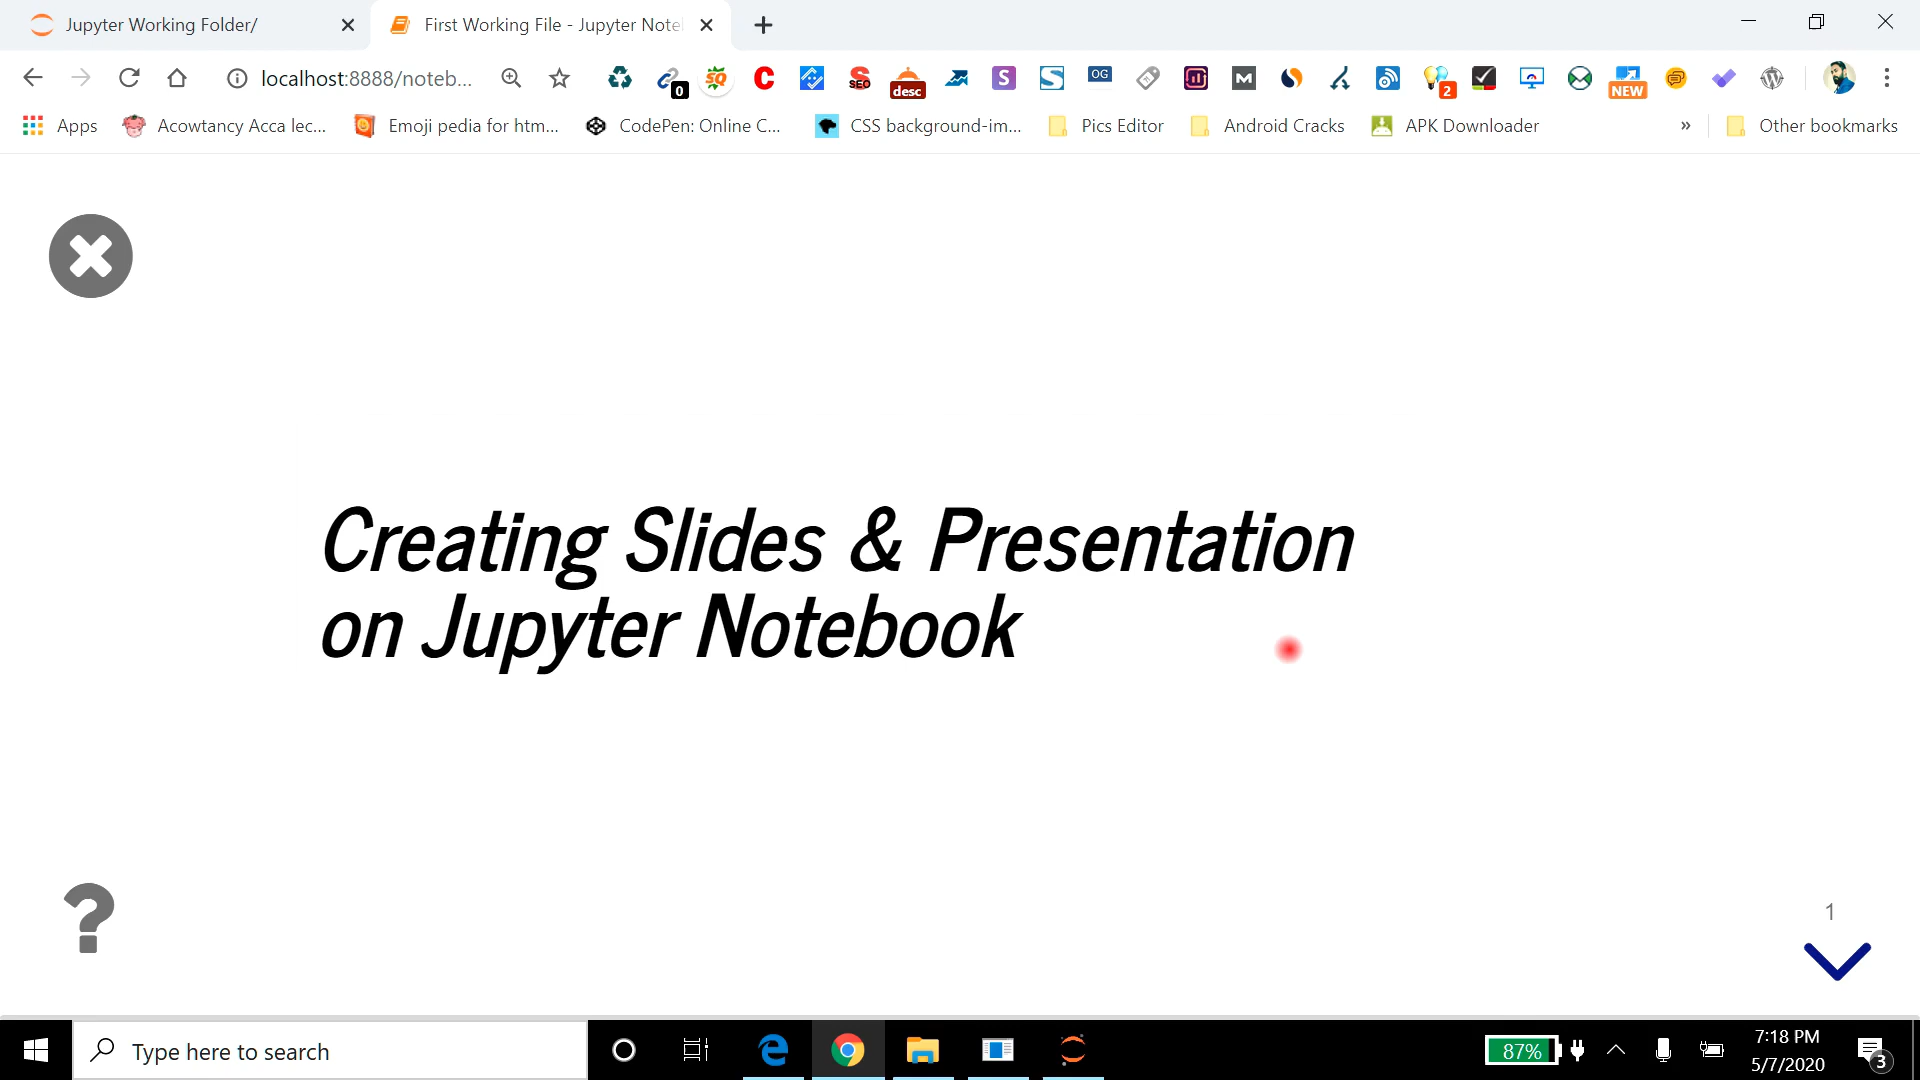 Jupyter Working Folder/
First Working File - Jupyter Note
localhost:8888/noteb...
0
SQ
C
SEO
desc
S
OG
M
2
NEW
Apps
Acowtancy Acca lec...
Emoji pedia for htm...
CodePen: Online C...
CSS background-im...
Pics Editor
Android Cracks
APK Downloader
»
Other bookmarks
Creating Slides & Presentation
on Jupyter Notebook
?
1
Type here to search
87%
7:18 PM
5/7/2020
3